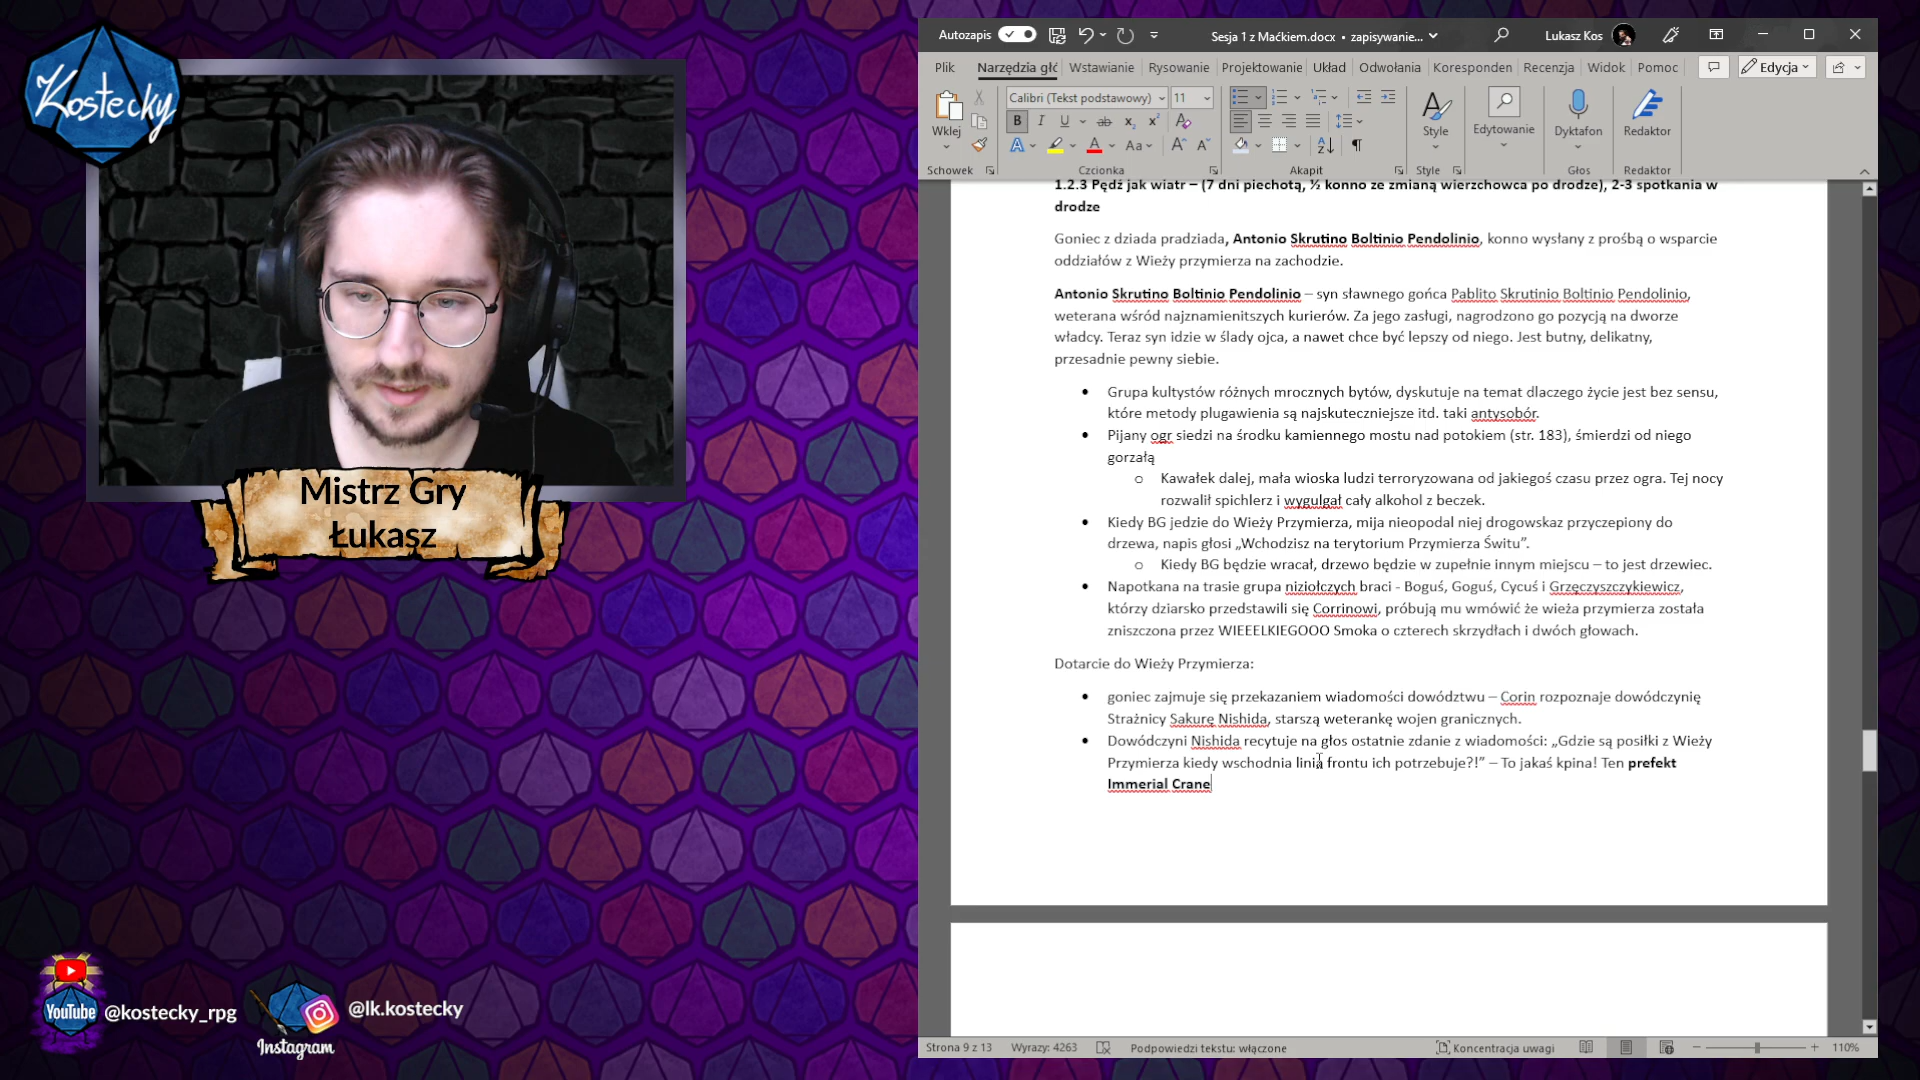 Kostecky
Mistrz Gry
Łukasz
YouTube
@kostecky_rpg
@lk.kostecky
Instagram
Autozapis
Sesja 1 z Maćkiem.docx • zapisywanie...
Lukasz Kos
Plik
Narzędzia głć
Wstawianie
Rysowanie
Projektowanie
Układ
Odwołania
Koresponden
Recenzja
Widok
Pomoc
Edycja
Wklej
Calibri (Tekst podstawowy)
11
B I U ab x₂ x²
A Aa A A
Style
Edytowanie
Dyktafon
Redaktor
Schowek
Czcionka
Akapit
Style
Głos
Redaktor
1.2.3 Pędź jak wiatr – (7 dni piechotą, ½ konno ze zmianą wierzchowca po drodze), 2-3 spotkania w
drodze
Goniec z dziada pradziada, Antonio Skrutino Boltinio Pendolinio, konno wysłany z prośbą o wsparcie
oddziałów z Wieży przymierza na zachodzie.
Antonio Skrutino Boltinio Pendolinio – syn sławnego gońca Pablito Skrutinio Boltinio Pendolinio,
weterana wśród najznamienitszych kurierów. Za jego zasługi, nagrodzono go pozycją na dworze
władcy. Teraz syn idzie w ślady ojca, a nawet chce być lepszy od niego. Jest butny, delikatny,
przesadnie pewny siebie.
• Grupa kultystów różnych mrocznych bytów, dyskutuje na temat dlaczego życie jest bez sensu,
które metody plugawienia są najskuteczniejsze itd. taki antysobór.
• Pijany ogr siedzi na środku kamiennego mostu nad potokiem (str. 183), śmierdzi od niego
gorzałą
o Kawałek dalej, mała wioska ludzi terroryzowana od jakiegoś czasu przez ogra. Tej nocy
rozwalił spichlerz i wygulgał cały alkohol z beczek.
• Kiedy BG jedzie do Wieży Przymierza, mija nieopodal niej drogowskaz przyczepiony do
drzewa, napis głosi „Wchodzisz na terytorium Przymierza Świtu”.
o Kiedy BG będzie wracał, drzewo będzie w zupełnie innym miejscu – to jest drzewiec.
• Napotkana na trasie grupa niziołczych braci - Boguś, Goguś, Cycuś i Grzęczyszczykiewicz,
którzy dziarsko przedstawili się Corrinowi, próbują mu wmówić że wieża przymierza została
zniszczona przez WIEEELKIEGOOO Smoka o czterech skrzydłach i dwóch głowach.
Dotarcie do Wieży Przymierza:
• goniec zajmuje się przekazaniem wiadomości dowództwu – Corin rozpoznaje dowódczynię
Strażnicy Sakurę Nishida, starszą weterankę wojen granicznych.
• Dowódczyni Nishida recytuje na głos ostatnie zdanie z wiadomości: „Gdzie są posiłki z Wieży
Przymierza kiedy wschodnia linia frontu ich potrzebuje?!” – To jakaś kpina! Ten prefekt
Immerial Crane
Strona 9 z 13
Wyrazy: 4263
Podpowiedzi tekstu: włączone
Koncentracja uwagi
110%